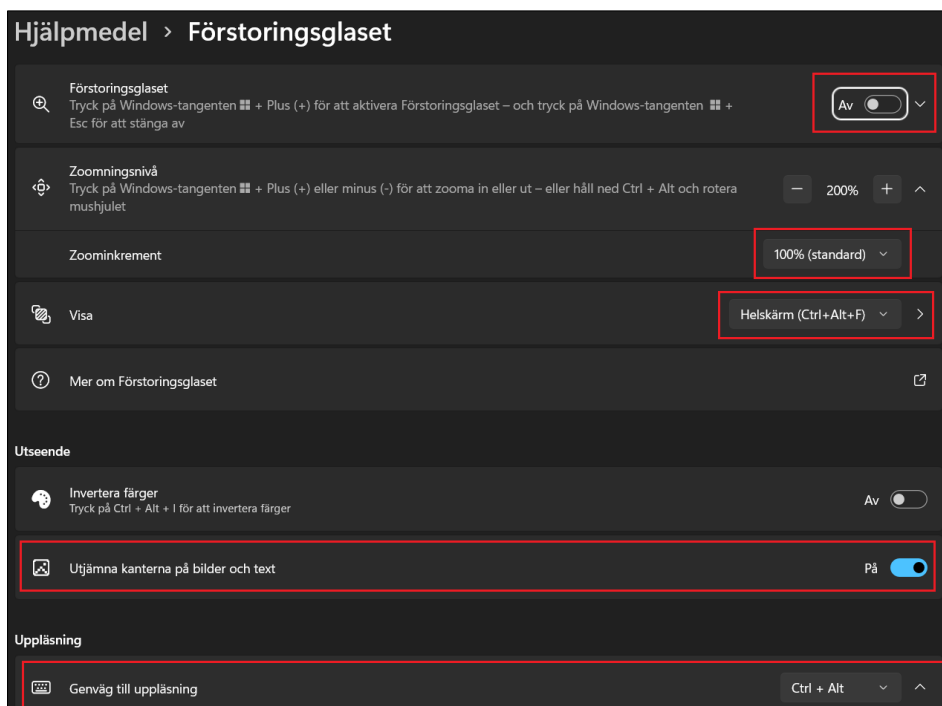 Hjälpmedel > Förstoringsglaset
Förstoringsglaset
Tryck på Windows-tangenten + Plus (+) för att aktivera Förstoringsglaset – och tryck på Windows-tangenten +
Esc för att stänga av
Av
Zoomningsnivå
Tryck på Windows-tangenten + Plus (+) eller minus (-) för att zooma in eller ut – eller håll ned Ctrl + Alt och rotera
mushjulet
200%
Zoominkrement
100% (standard)
Visa
Helskärm (Ctrl+Alt+F)
Mer om Förstoringsglaset
Utseende
Invertera färger
Tryck på Ctrl + Alt + I för att invertera färger
Av
Utjämna kanterna på bilder och text
På
Uppläsning
Genväg till uppläsning
Ctrl + Alt